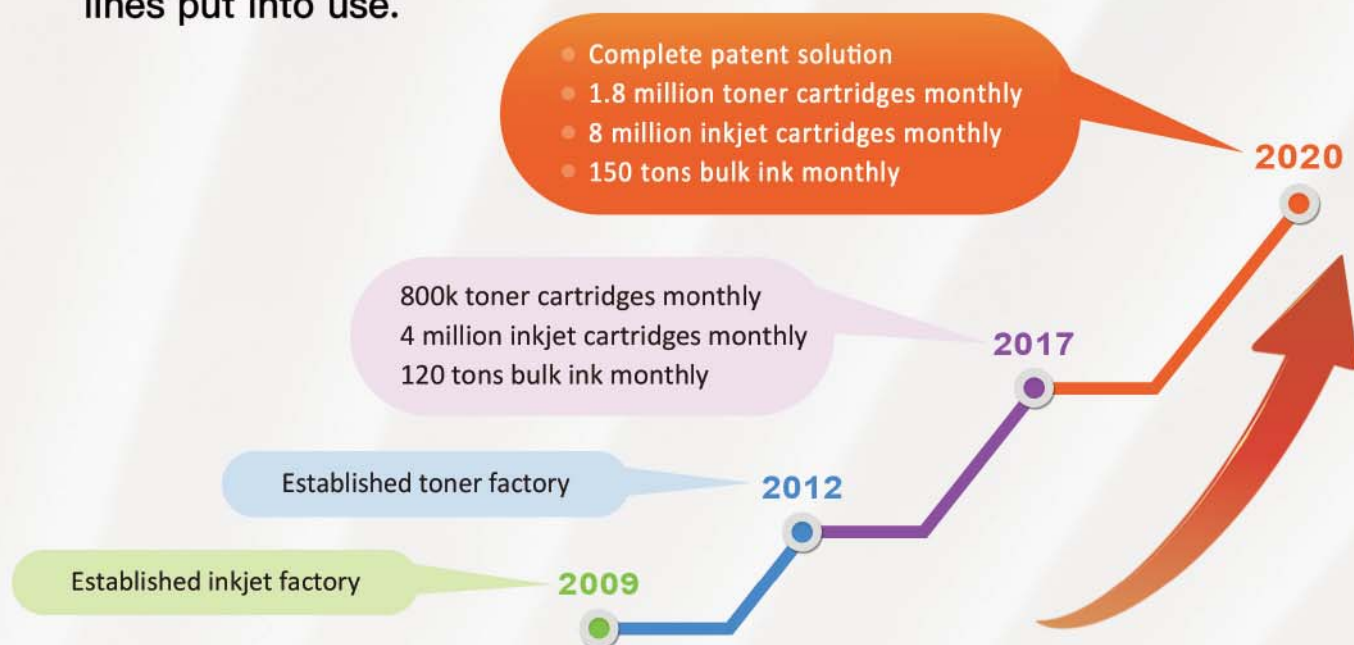 lines put into use.
Complete patent solution
1.8 million toner cartridges monthly
8 million inkjet cartridges monthly
150 tons bulk ink monthly
2020
800k toner cartridges monthly
4 million inkjet cartridges monthly
120 tons bulk ink monthly
2017
Established toner factory
2012
Established inkjet factory
2009